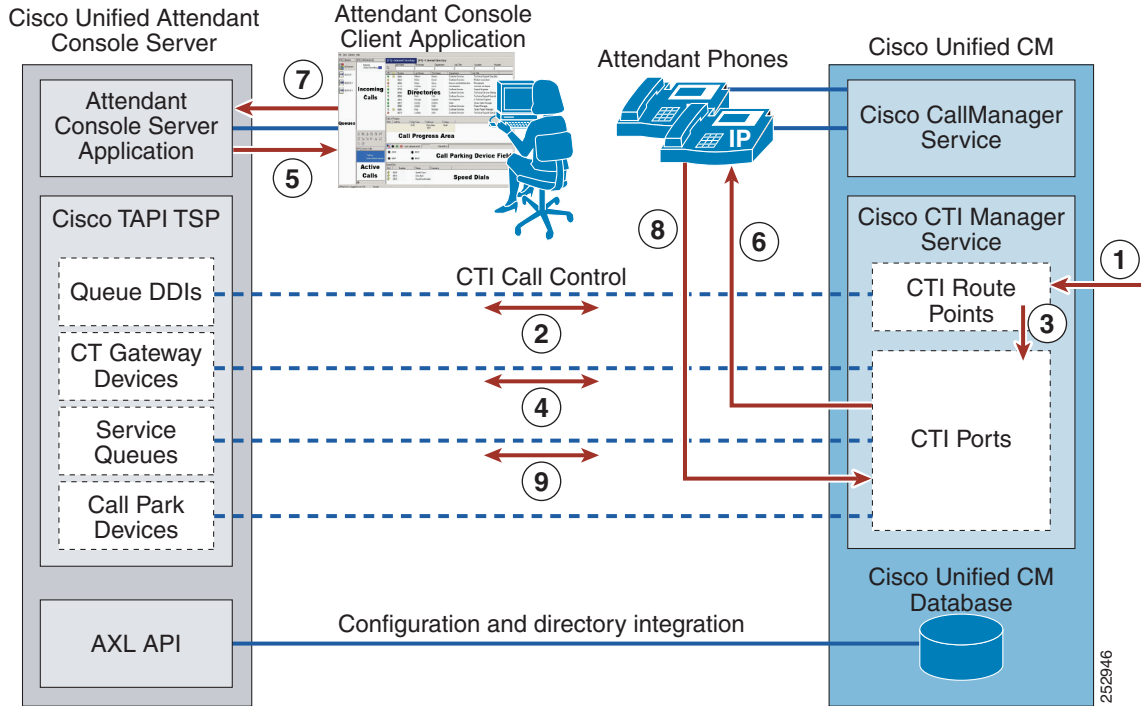 Cisco Unified Attendant
Console Server
Attendant Console
Client Application
Attendant Phones
Cisco Unified CM
Attendant
Console Server
Application
7
5
Incoming
Calls
Directories
Queues
Call Progress Area
Call Parking Device Field
Active
Calls
Speed Dials
IP
Cisco CallManager
Service
Cisco TAPI TSP
Cisco CTI Manager
Service
8
6
1
Queue DDIs
CTI Call Control
CTI Route
Points
2
3
CT Gateway
Devices
4
Service
Queues
CTI Ports
9
Call Park
Devices
Cisco Unified CM
Database
AXL API
Configuration and directory integration
252946